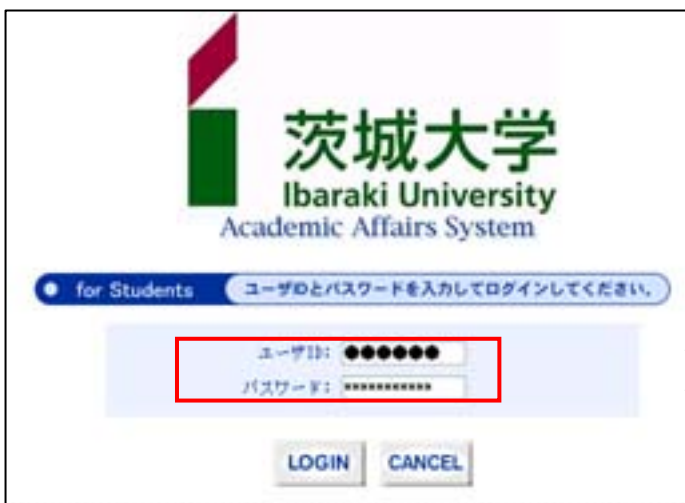 茨城大学
Ibaraki University
Academic Affairs System
for Students ユーザIDとパスワードを入力してログインしてください。
ユーザID: ●●●●●●
パスワード: ***********
LOGIN CANCEL